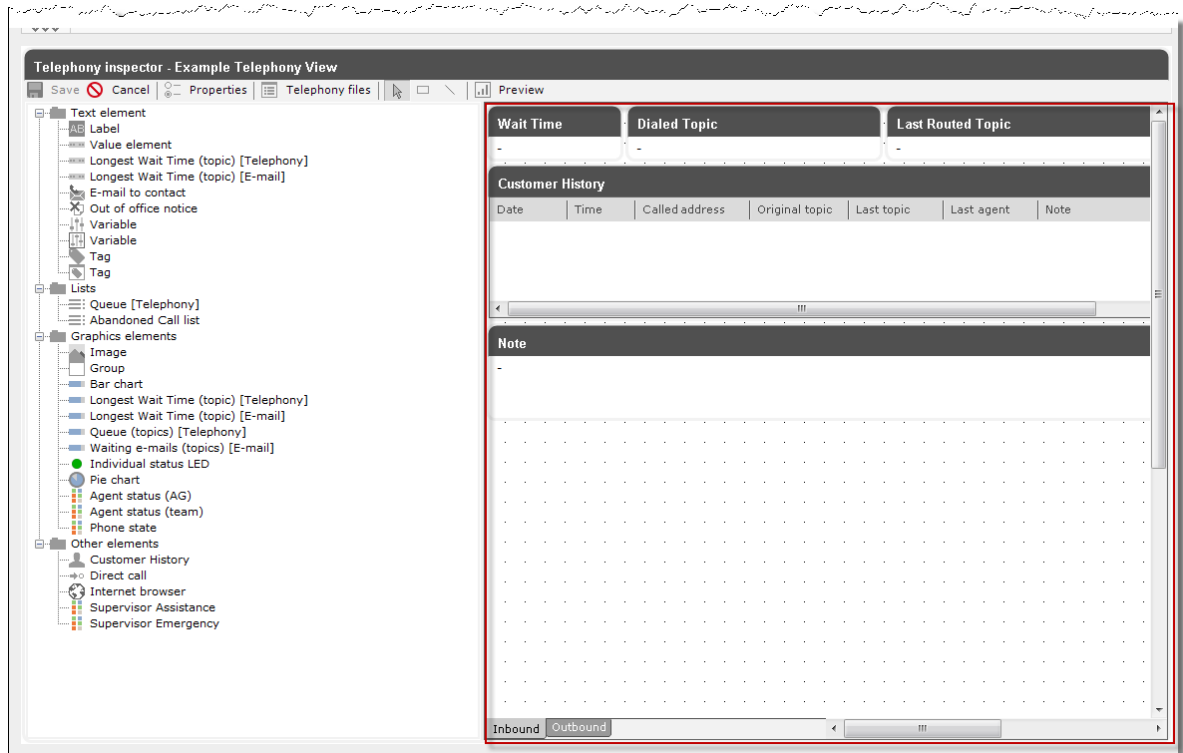 Telephony inspector - Example Telephony View
Save Cancel Properties Telephony files Preview
Text element
AB Label
Value element
Longest Wait Time (topic) [Telephony]
Longest Wait Time (topic) [E-mail]
E-mail to contact
Out of office notice
Variable
Variable
Tag
Tag
Lists
Queue [Telephony]
Abandoned Call list
Graphics elements
Image
Group
Bar chart
Longest Wait Time (topic) [Telephony]
Longest Wait Time (topic) [E-mail]
Queue (topics) [Telephony]
Waiting e-mails (topics) [E-mail]
Individual status LED
Pie chart
Agent status (AG)
Agent status (team)
Phone state
Other elements
Customer History
Direct call
Internet browser
Supervisor Assistance
Supervisor Emergency
Wait Time Dialed Topic Last Routed Topic
- - -
Customer History
Date Time Called address Original topic Last topic Last agent Note
Note
-
Inbound Outbound